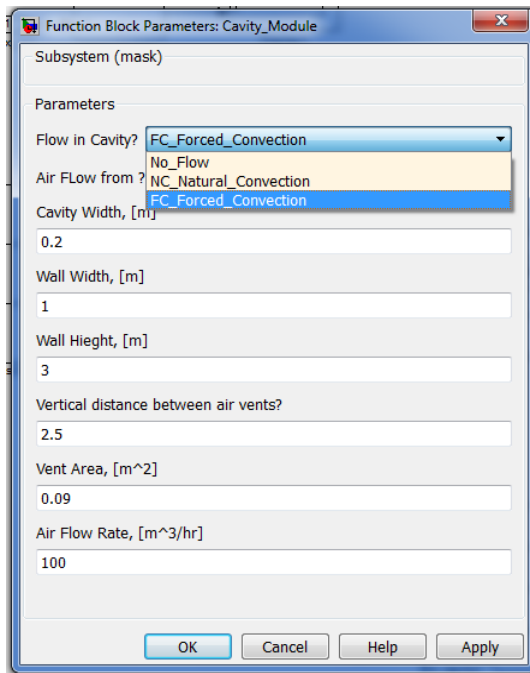 Function Block Parameters: Cavity_Module
Subsystem (mask)
Parameters
Flow in Cavity? FC_Forced_Convection
No_Flow
Air FLow from ? NC_Natural_Convection
FC_Forced_Convection
Cavity Width, [m]
0.2
Wall Width, [m]
1
Wall Hieght, [m]
3
Vertical distance between air vents?
2.5
Vent Area, [m^2]
0.09
Air Flow Rate, [m^3/hr]
100
OK Cancel Help Apply